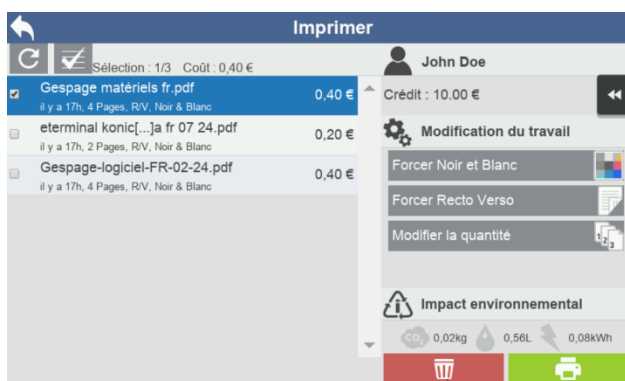 Imprimer
Sélection : 1/3 Coût : 0,40 €
Gespage matériels fr.pdf 0,40 €
il y a 17h, 4 Pages, R/V, Noir & Blanc
eterminal konic[...]a fr 07 24.pdf 0,20 €
il y a 17h, 2 Pages, R/V, Noir & Blanc
Gespage-logiciel-FR-02-24.pdf 0,40 €
il y a 17h, 4 Pages, R/V, Noir & Blanc
John Doe
Crédit : 10.00 €
Modification du travail
Forcer Noir et Blanc
Forcer Recto Verso
Modifier la quantité
1 2 3
Impact environnemental
CO2 0,02kg 0,56L 0,08kWh